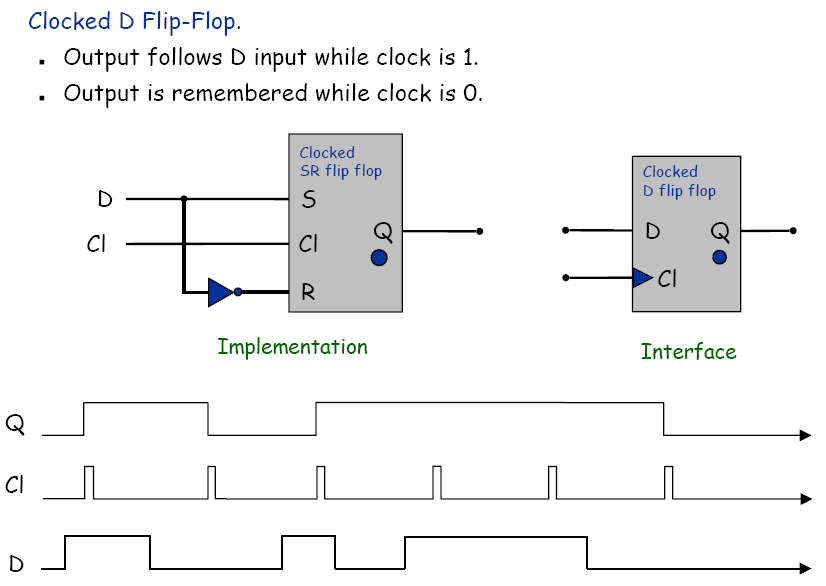 Clocked D Flip-Flop.
▪ Output follows D input while clock is 1.
▪ Output is remembered while clock is 0.
Clocked
SR flip flop
D
S
Cl
Cl
Q
R
Implementation
Clocked
D flip flop
D
Q
Cl
Interface
Q
Cl
D